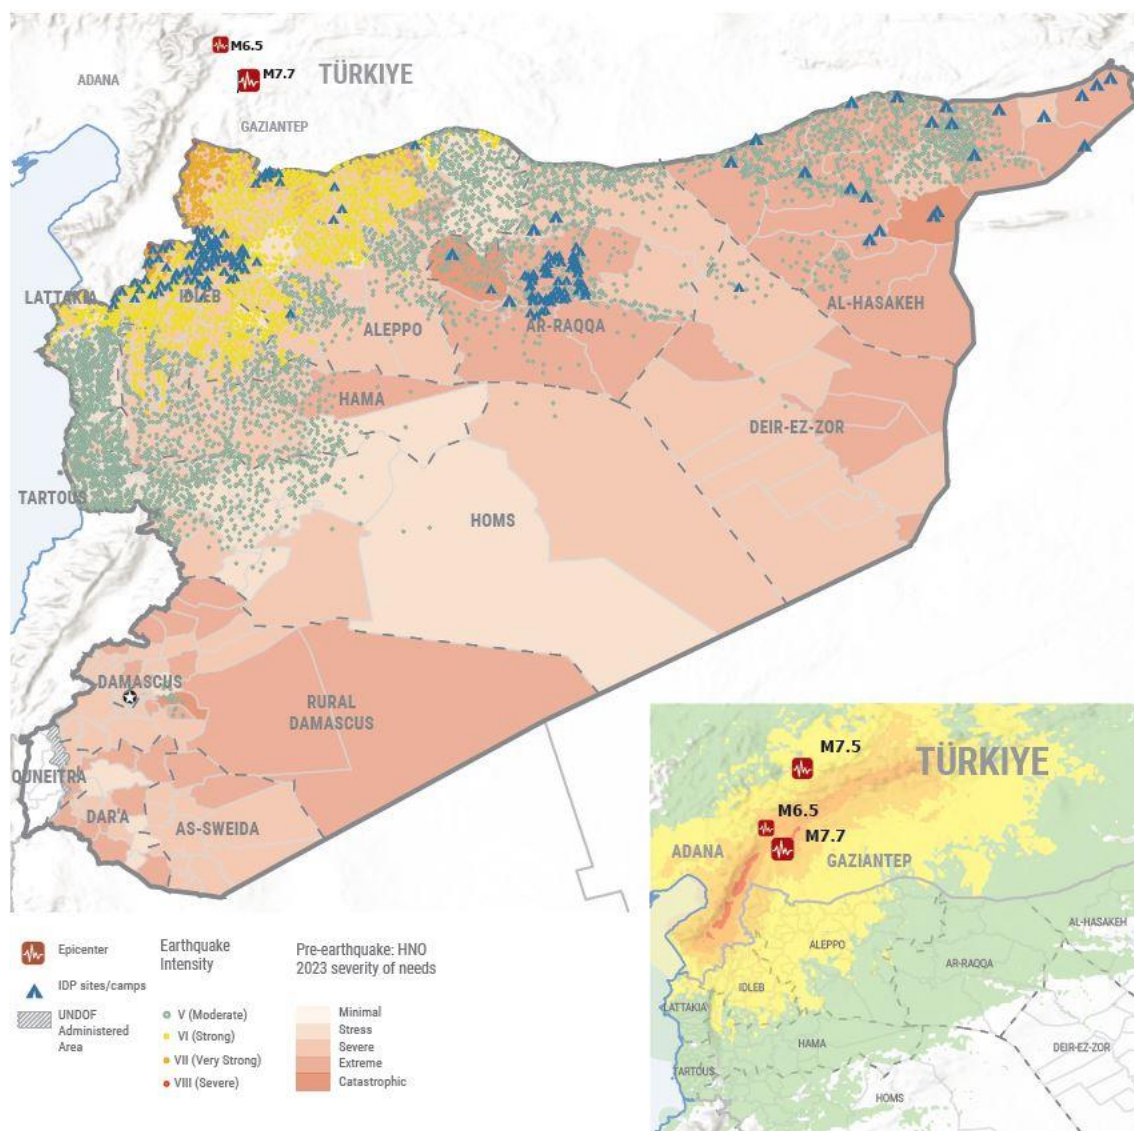 M6.5
M7.7
TÜRKIYE
ADANA
GAZIANTEP
LATTAKIA
IDLEB
ALEPPO
AR-RAQQA
AL-HASAKEH
HAMA
DEIR-EZ-ZOR
TARTOUS
HOMS
DAMASCUS
RURAL
DAMASCUS
QUNEITRA
DAR'A
AS-SWEIDA
M7.5
TÜRKIYE
M6.5
M7.7
ADANA
GAZIANTEP
AL-HASAKEH
ALEPPO
AR-RAQQA
IDLEB
LATTAKIA
HAMA
DEIR-EZ-ZOR
TARTOUS
HOMS
Epicenter
IDP sites/camps
UNDOF
Administered
Area
Earthquake
Intensity
V (Moderate)
VI (Strong)
VII (Very Strong)
VIII (Severe)
Pre-earthquake: HNO
2023 severity of needs
Minimal
Stress
Severe
Extreme
Catastrophic